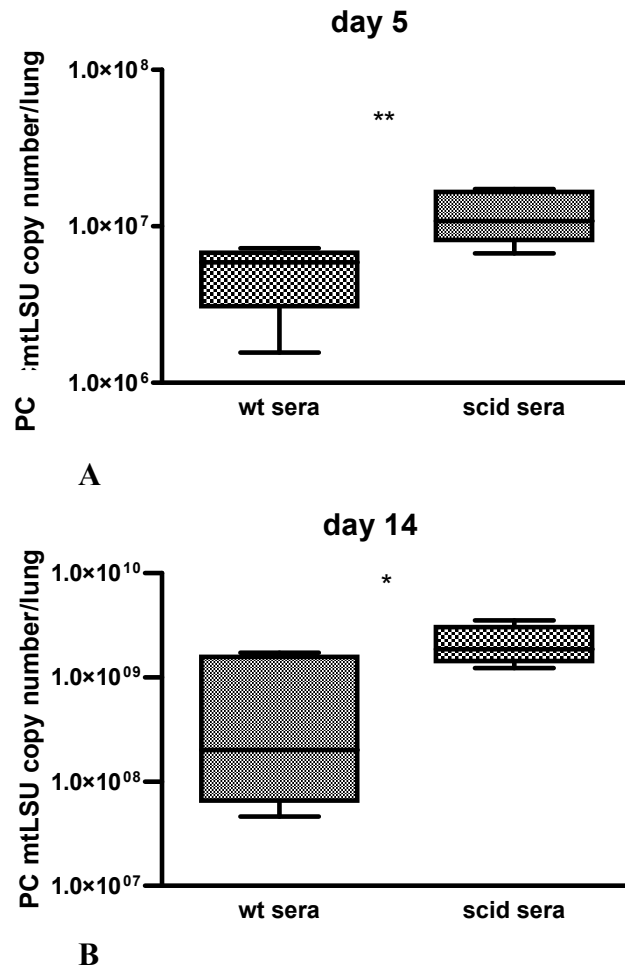 day 5
PC :mtLSU copy number/lung
1.0×10⁸
**
1.0×10⁷
1.0×10⁶
wt sera scid sera
A
day 14
PC mtLSU copy number/lung
1.0×10¹⁰
*
1.0×10⁰⁹
1.0×10⁰⁸
1.0×10⁰⁷
wt sera scid sera
B